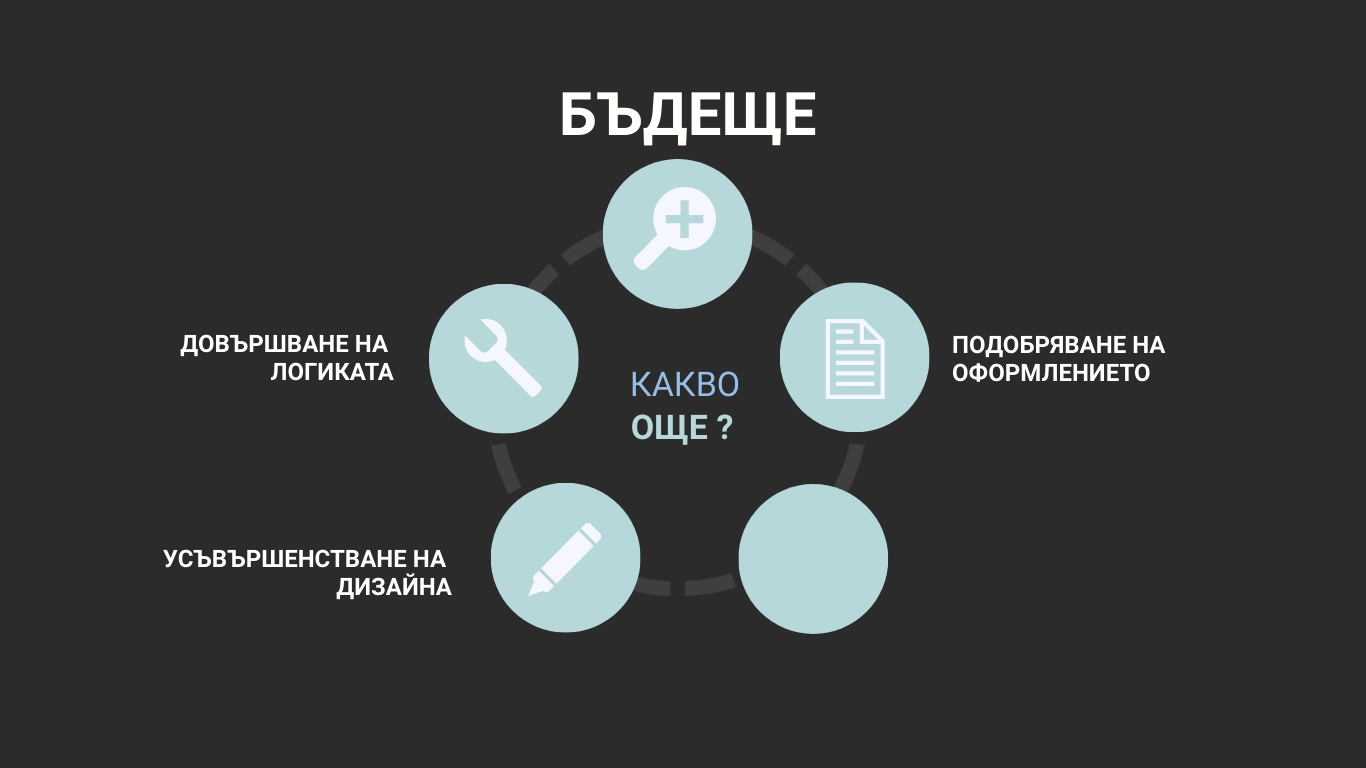 БЪДЕЩЕ
ДОВЪРШВАНЕ НА
ЛОГИКАТА
КАКВО
ОЩЕ ?
ПОДОБРЯВАНЕ НА
ОФОРМЛЕНИЕТО
УСЪВЪРШЕНСТВАНЕ НА
ДИЗАЙНА